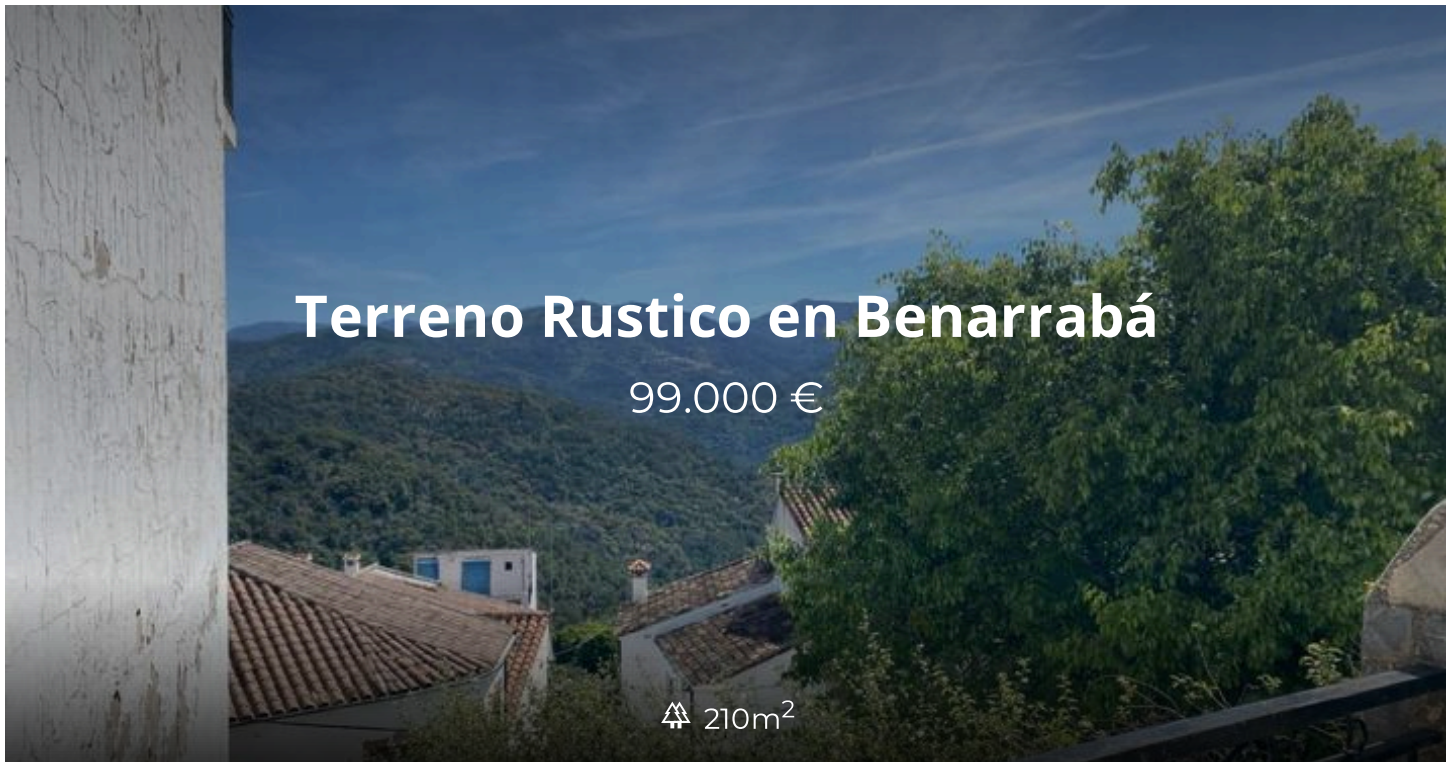 Terreno Rustico en Benarrabá
99.000 €
210m²